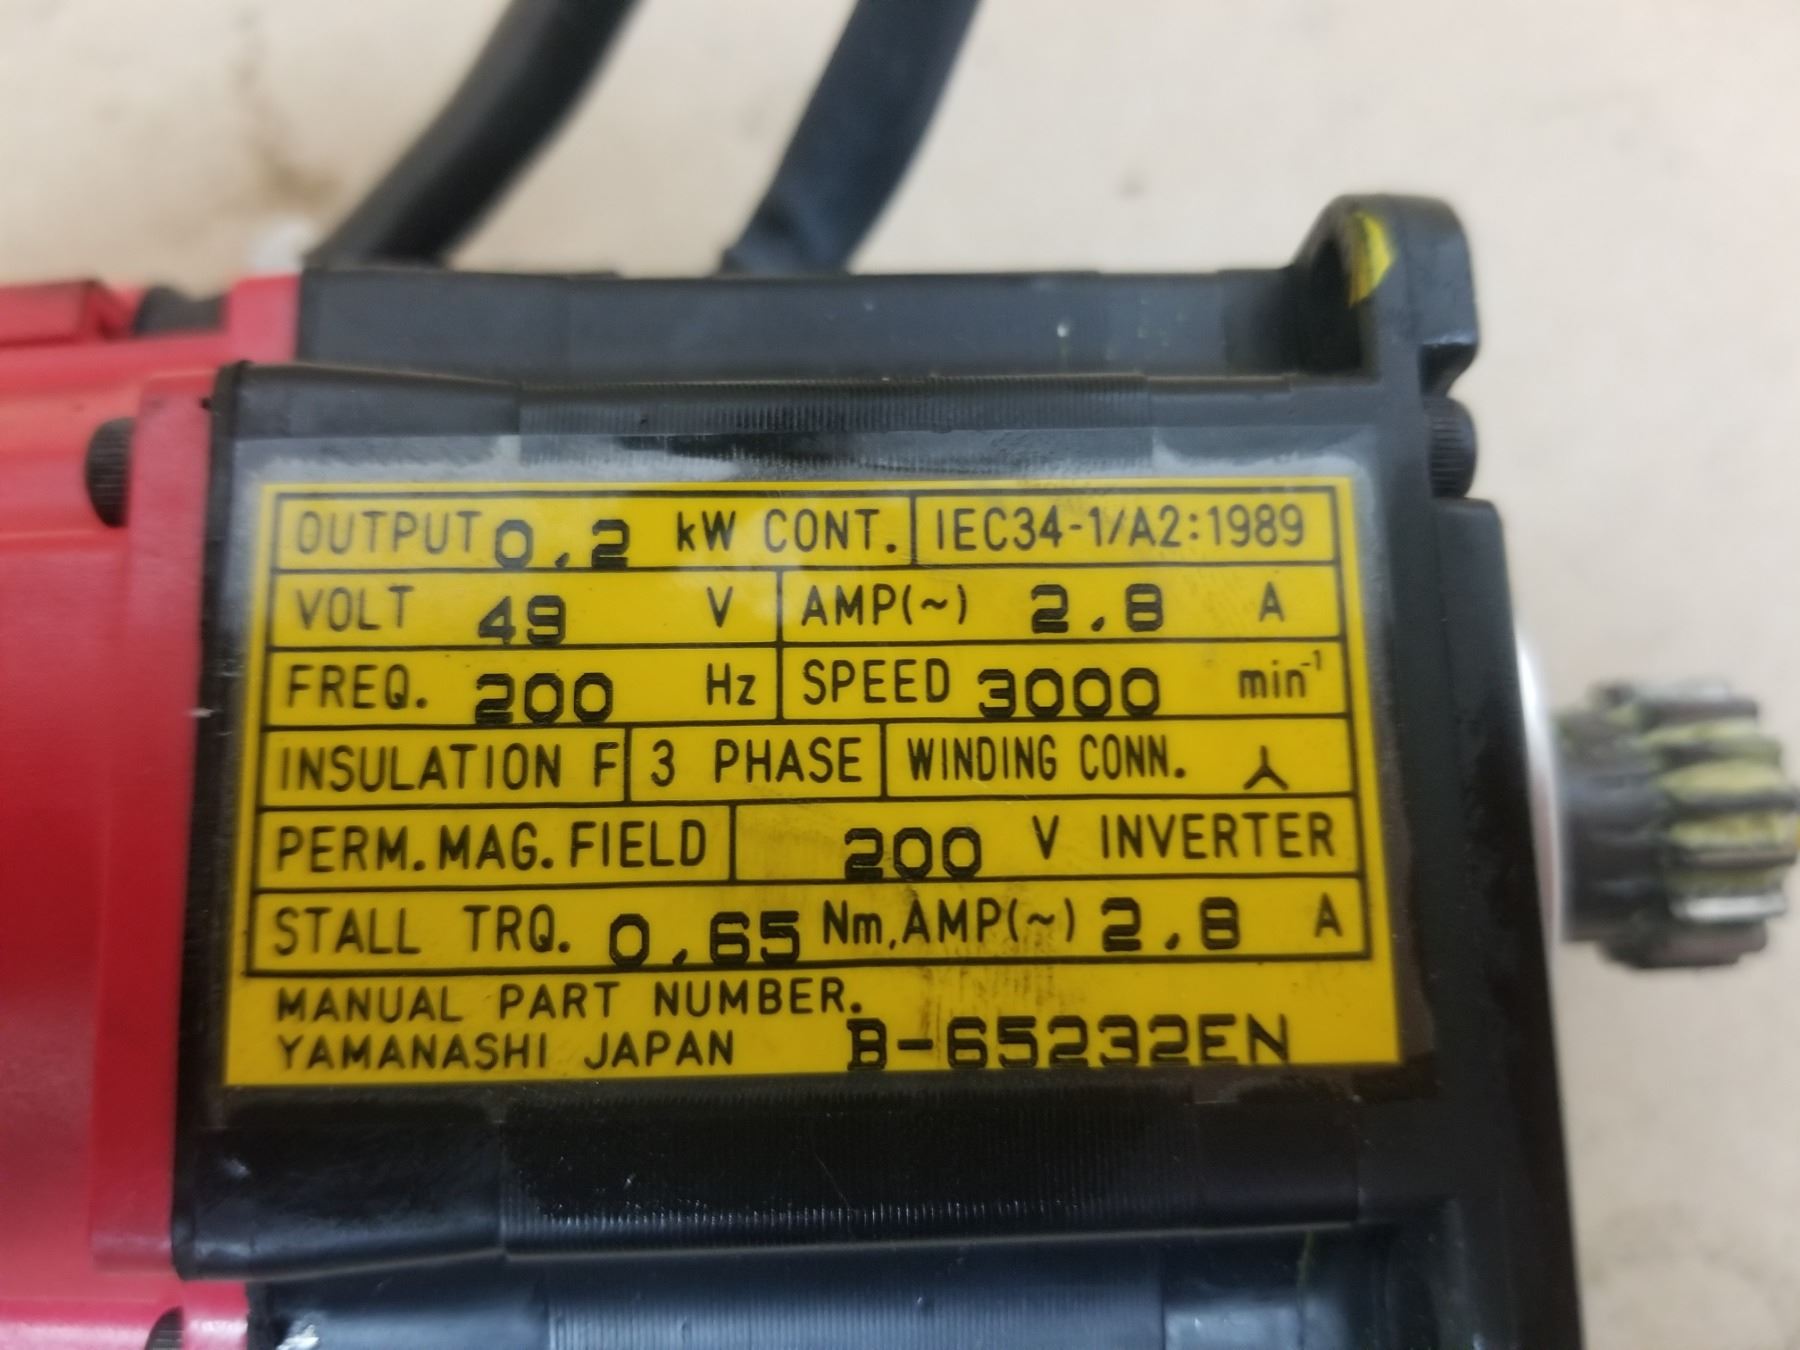 OUTPUT 0.2 kW CONT. IEC34-1/A2:1989
VOLT 49 V AMP(~) 2.8 A
FREQ. 200 Hz SPEED 3000 min⁻¹
INSULATION F 3 PHASE WINDING CONN.
PERM.MAG.FIELD 200 V INVERTER
STALL TRQ. 0.65 Nm,AMP(~) 2.8 A
MANUAL PART NUMBER.
YAMANASHI JAPAN B-65232EN